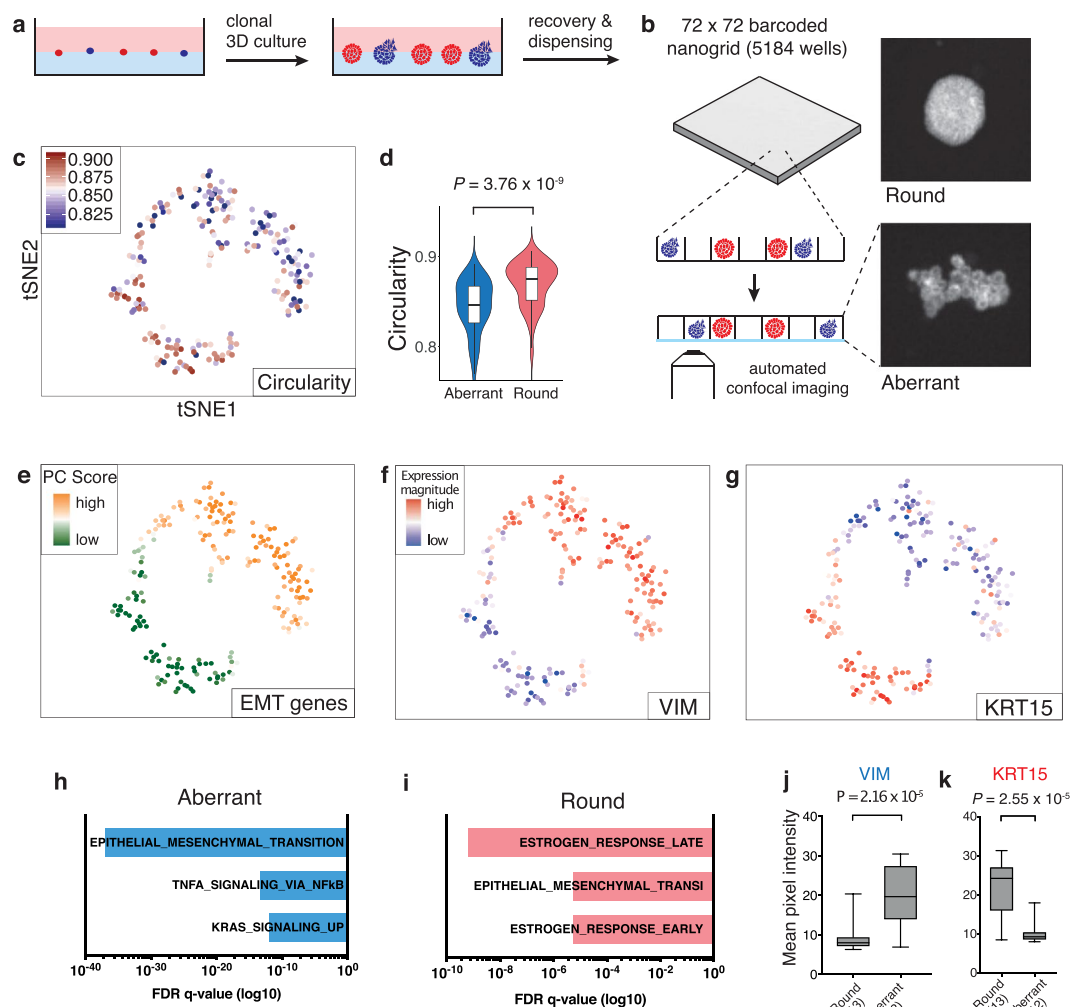 a
clonal
3D culture
recovery &
dispensing
b
72 x 72 barcoded
nanogrid (5184 wells)
Round
Aberrant
automated
confocal imaging
c
0.900
0.875
0.850
0.825
tSNE2
tSNE1
Circularity
d
P = 3.76 x 10-9
Circularity
0.9
0.8
Aberrant
Round
e
PC Score
high
low
EMT genes
f
Expression
magnitude
high
low
VIM
g
KRT15
h
Aberrant
EPITHELIAL_MESENCHYMAL_TRANSITION
TNFA_SIGNALING_VIA_NFkB
KRAS_SIGNALING_UP
10-40
10-30
10-20
10-10
100
FDR q-value (log10)
i
Round
ESTROGEN_RESPONSE_LATE
EPITHELIAL_MESENCHYMAL_TRANSI
ESTROGEN_RESPONSE_EARLY
10-10
10-8
10-6
10-4
10-2
100
FDR q-value (log10)
j
VIM
P = 2.16 x 10-5
Mean pixel intensity
40
30
20
10
0
Round
k
KRT15
P = 2.55 x 10-5
40
30
20
10
0
Round